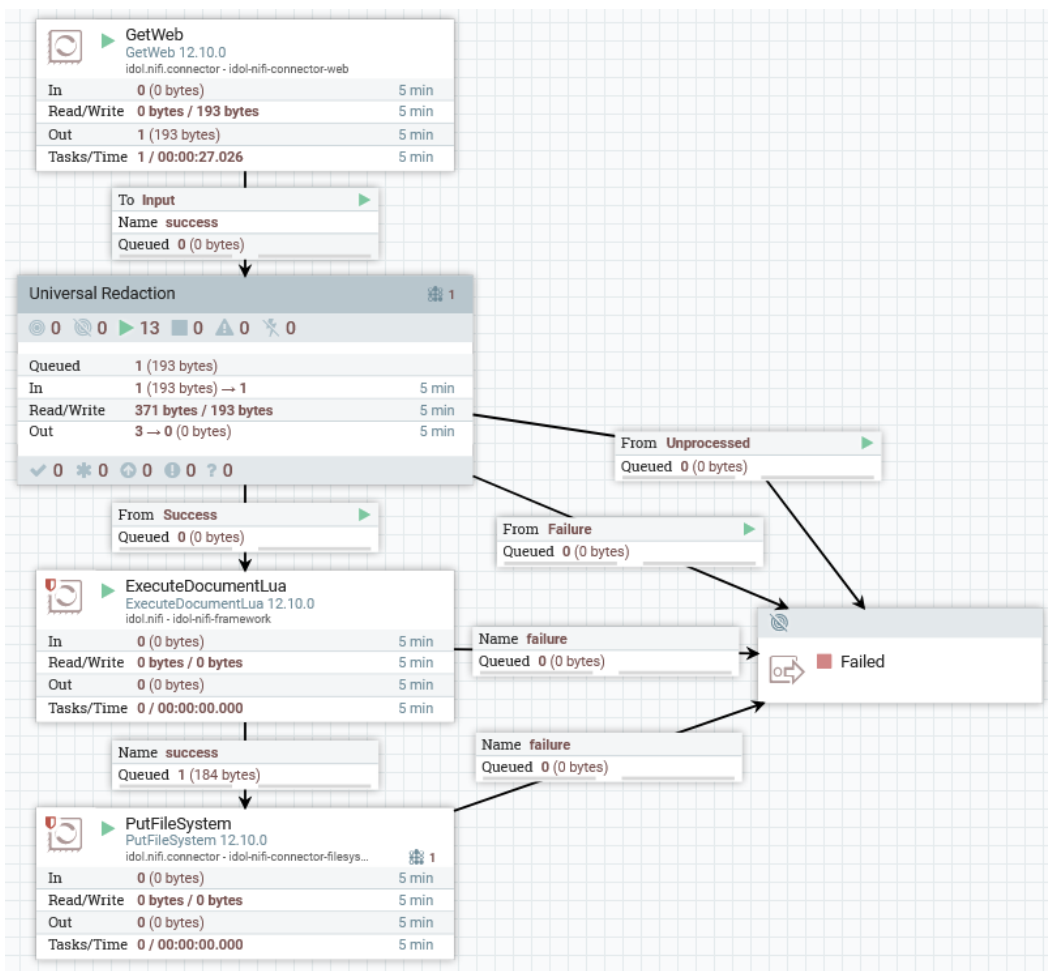 GetWeb
GetWeb 12.10.0
idol.nifi.connector - idol-nifi-connector-web
In 0 (0 bytes) 5 min
Read/Write 0 bytes / 193 bytes 5 min
Out 1 (193 bytes) 5 min
Tasks/Time 1 / 00:00:27.026 5 min
To Input
Name success
Queued 0 (0 bytes)
Universal Redaction 1
0 0 13 0 0 0
Queued 1 (193 bytes)
In 1 (193 bytes) → 1 5 min
Read/Write 371 bytes / 193 bytes 5 min
Out 3 → 0 (0 bytes) 5 min
0 0 0 0 ? 0
From Unprocessed
Queued 0 (0 bytes)
From Success
Queued 0 (0 bytes)
From Failure
Queued 0 (0 bytes)
ExecuteDocumentLua
ExecuteDocumentLua 12.10.0
idol.nifi - idol-nifi-framework
In 0 (0 bytes) 5 min
Read/Write 0 bytes / 0 bytes 5 min
Out 0 (0 bytes) 5 min
Tasks/Time 0 / 00:00:00.000 5 min
Name failure
Queued 0 (0 bytes)
Failed
Name success
Queued 1 (184 bytes)
Name failure
Queued 0 (0 bytes)
PutFileSystem
PutFileSystem 12.10.0
idol.nifi.connector - idol-nifi-connector-filesys... 1
In 0 (0 bytes) 5 min
Read/Write 0 bytes / 0 bytes 5 min
Out 0 (0 bytes) 5 min
Tasks/Time 0 / 00:00:00.000 5 min